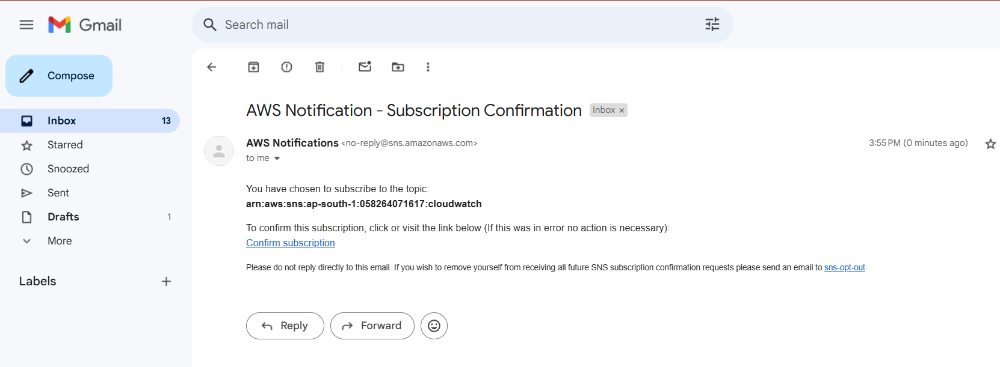 Gmail
Search mail
Compose
Inbox 13
Starred
Snoozed
Sent
Drafts 1
More
Labels
AWS Notification - Subscription Confirmation Inbox ×
AWS Notifications <no-reply@sns.amazonaws.com> 3:55 PM (0 minutes ago)
to me
You have chosen to subscribe to the topic:
arn:aws:sns:ap-south-1:058264071617:cloudwatch
To confirm this subscription, click or visit the link below (If this was in error no action is necessary):
Confirm subscription
Please do not reply directly to this email. If you wish to remove yourself from receiving all future SNS subscription confirmation requests please send an email to sns-opt-out
Reply Forward